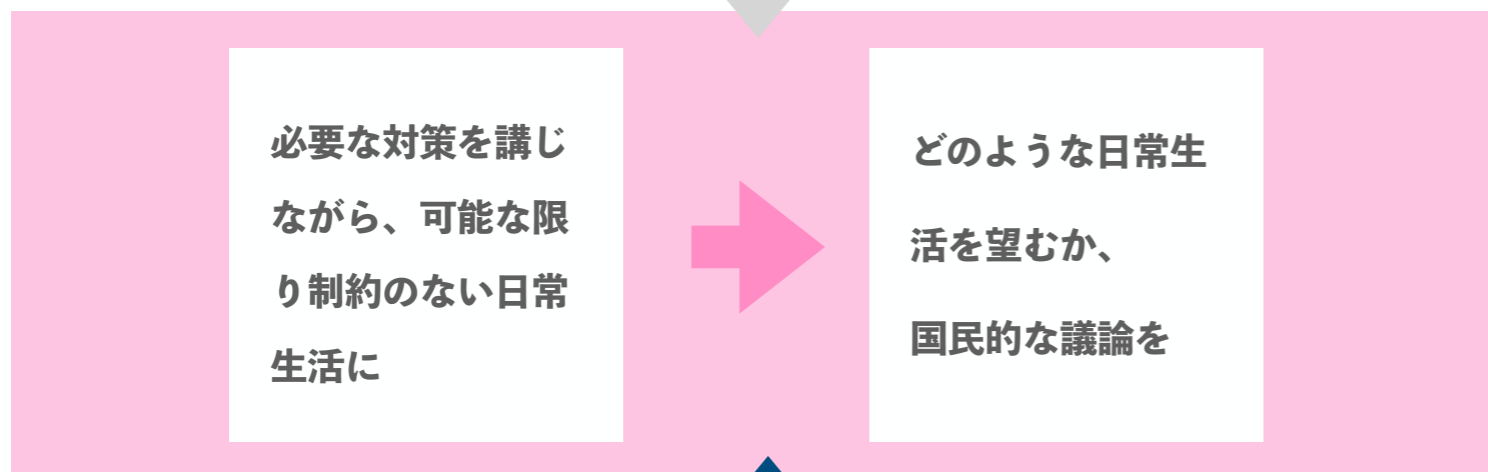 必要な対策を講じ
ながら、可能な限
り制約のない日常
生活に
どのような日常生
活を望むか、
国民的な議論を